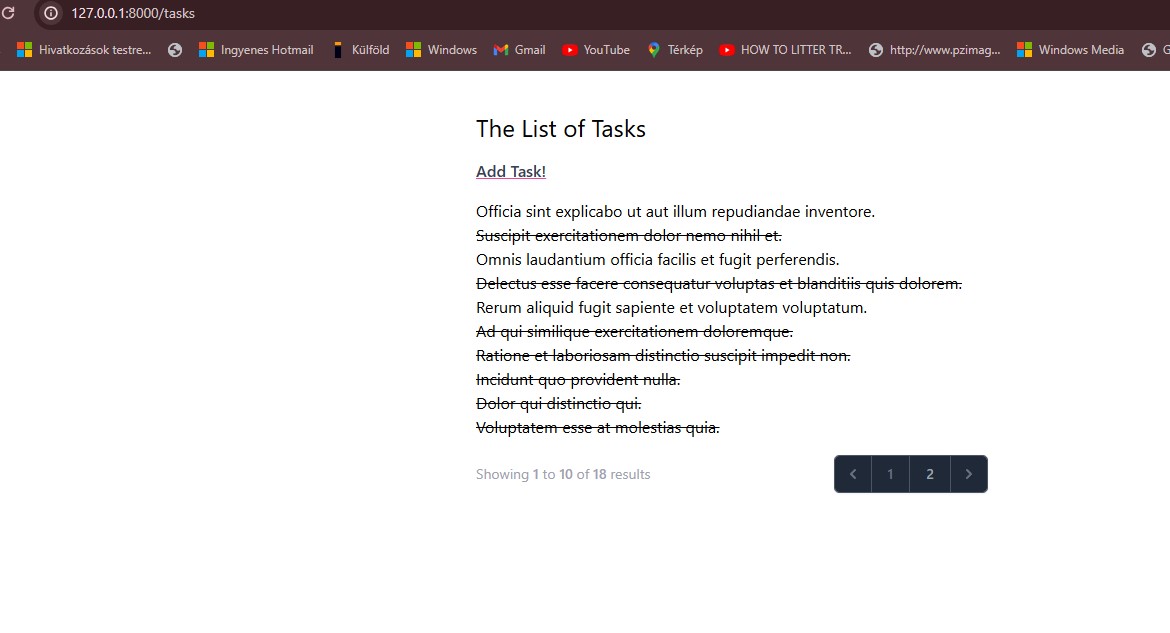 127.0.0.1:8000/tasks
Hivatkozások testre... Ingyenes Hotmail Külföld Windows Gmail YouTube Térkép HOW TO LITTER TR... http://www.pzimag... Windows Media G
The List of Tasks
Add Task!
Officia sint explicabo ut aut illum repudiandae inventore.
Suscipit exercitationem dolor nemo nihil et.
Omnis laudantium officia facilis et fugit perferendis.
Delectus esse facere consequatur voluptas et blanditiis quis dolorem.
Rerum aliquid fugit sapiente et voluptatem voluptatum.
Ad qui similique exercitationem doloremque.
Ratione et laboriosam distinctio suscipit impedit non.
Incidunt quo provident nulla.
Dolor qui distinctio qui.
Voluptatem esse at molestias quia.
Showing 1 to 10 of 18 results < 1 2 >